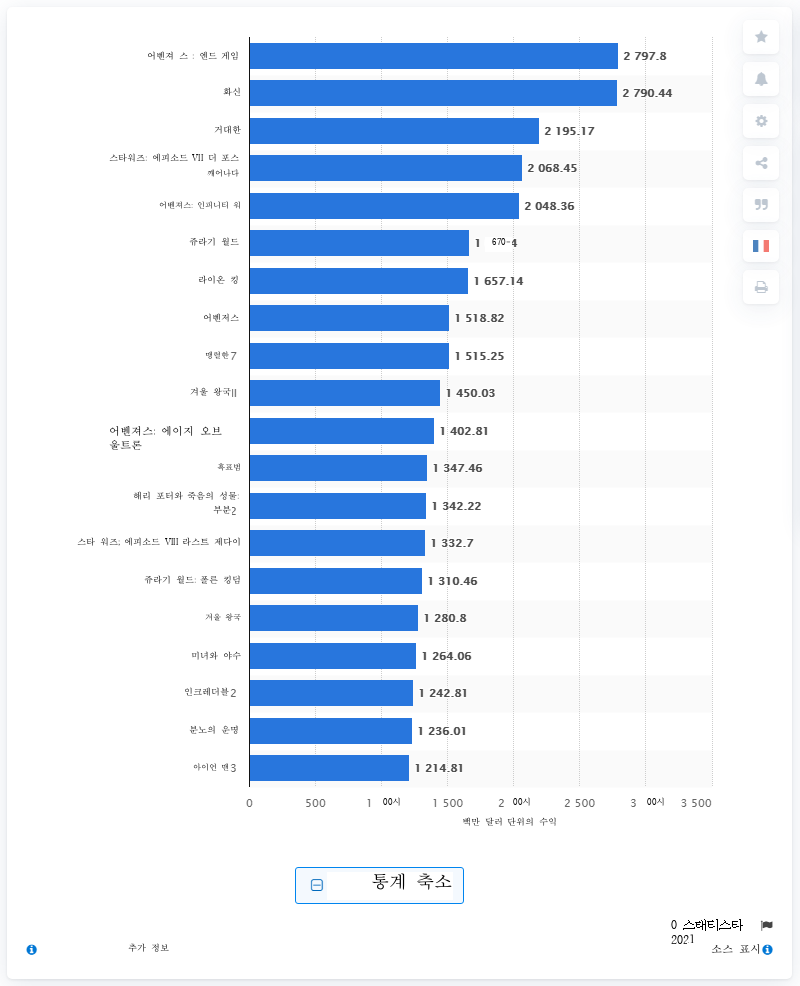 어벤져 스 : 엔드 게임
2 797.8
화신
2 790.44
거대한
2 195.17
스타워즈: 에피소드 VII 더 포스
깨어나다
2 068.45
어벤져스: 인피니티 워
2 048.36
쥬라기 월드
1 670-4
라이온 킹
1 657.14
어벤저스
1 518.82
맹렬한7
1 515.25
겨울 왕국II
1 450.03
어벤져스: 에이지 오브
울트론
1 402.81
흑표범
1 347.46
해리 포터와 죽음의 성물:
부분2
1 342.22
스타 워즈: 에피소드 VIII 라스트 제다이
1 332.7
쥬라기 월드: 폴른 킹덤
1 310.46
겨울 왕국
1 280.8
미녀와 야수
1 264.06
인크레더블2
1 242.81
분노의 운명
1 236.01
아이언 맨3
1 214.81
0 500 1 00시 1 500 2 00시 2 500 3 00시 3 500
백만 달러 단위의 수익
통계 축소
0 스태티스타
2021
추가 정보
소스 표시